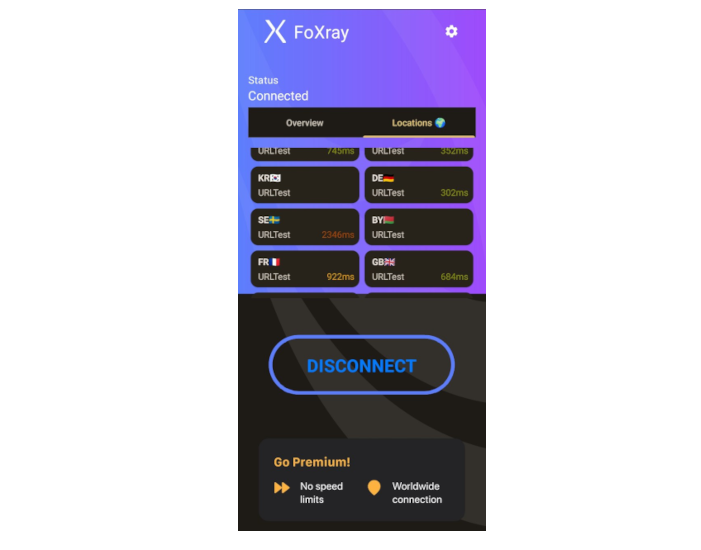 FoXray
Status
Connected
Overview
Locations 🌍
URLTest 745ms
URLTest 352ms
KR🇰🇷
URLTest
DE🇩🇪
URLTest 302ms
SE🇸🇪
URLTest 2346ms
BY🇧🇾
URLTest
FR🇫🇷
URLTest 922ms
GB🇬🇧
URLTest 684ms
DISCONNECT
Go Premium!
No speed
limits
Worldwide
connection